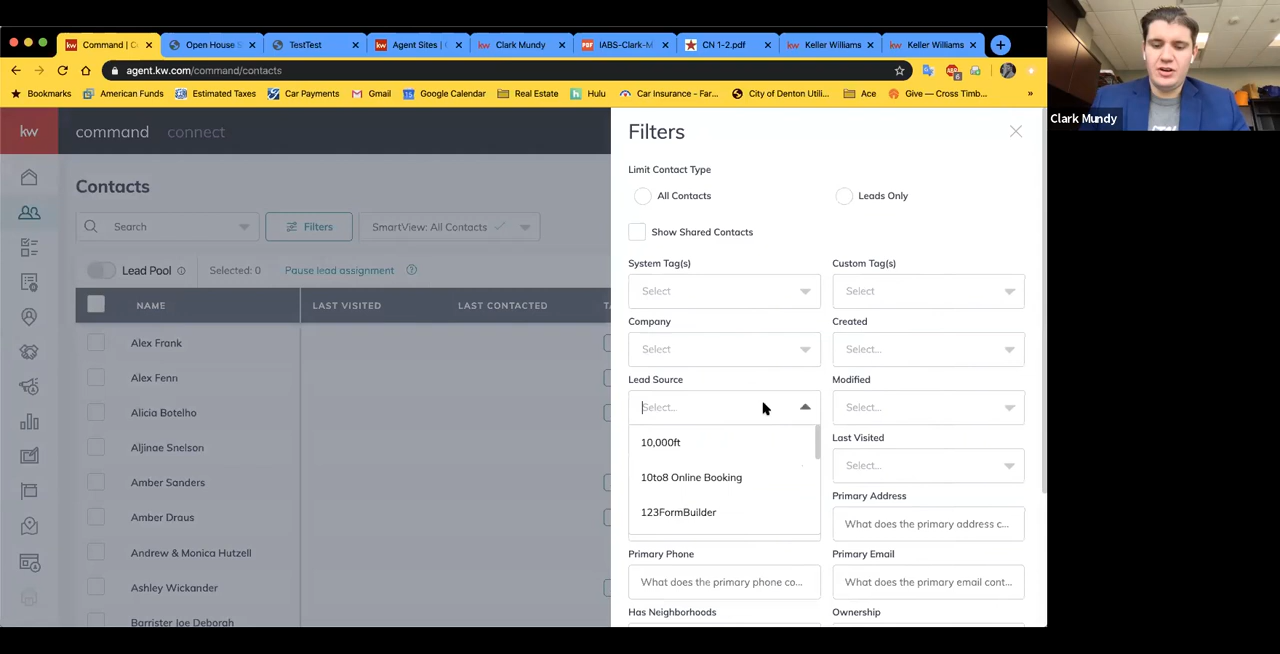 Command | C
Open House S
TestTest
Agent Sites | (
Clark Mundy
IABS-Clark-M
CN 1-2.pdf
Keller Williams
Keller Williams
agent.kw.com/command/contacts
Bookmarks
American Funds
Estimated Taxes
Car Payments
Gmail
Google Calendar
Real Estate
Hulu
Car Insurance - Far...
City of Denton Utili...
Ace
Give — Cross Timb...
Clark Mundy
kw
command connect
Filters
Limit Contact Type
All Contacts
Leads Only
Show Shared Contacts
Contacts
Search
Filters
SmartView: All Contacts
Lead Pool
Selected: 0
Pause lead assignment
NAME
LAST VISITED
LAST CONTACTED
Alex Frank
Alex Fenn
Alicia Botelho
Aljinae Snelson
Amber Sanders
Amber Draus
Andrew & Monica Hutzell
Ashley Wickander
Barrister Joe Deborah
System Tag(s)
Select
Custom Tag(s)
Select
Company
Select
Created
Select...
Lead Source
Select...
10,000ft
10to8 Online Booking
123FormBuilder
Modified
Select...
Last Visited
Select...
Primary Address
What does the primary address c...
Primary Phone
What does the primary phone co...
Primary Email
What does the primary email cont...
Has Neighborhoods
Ownership